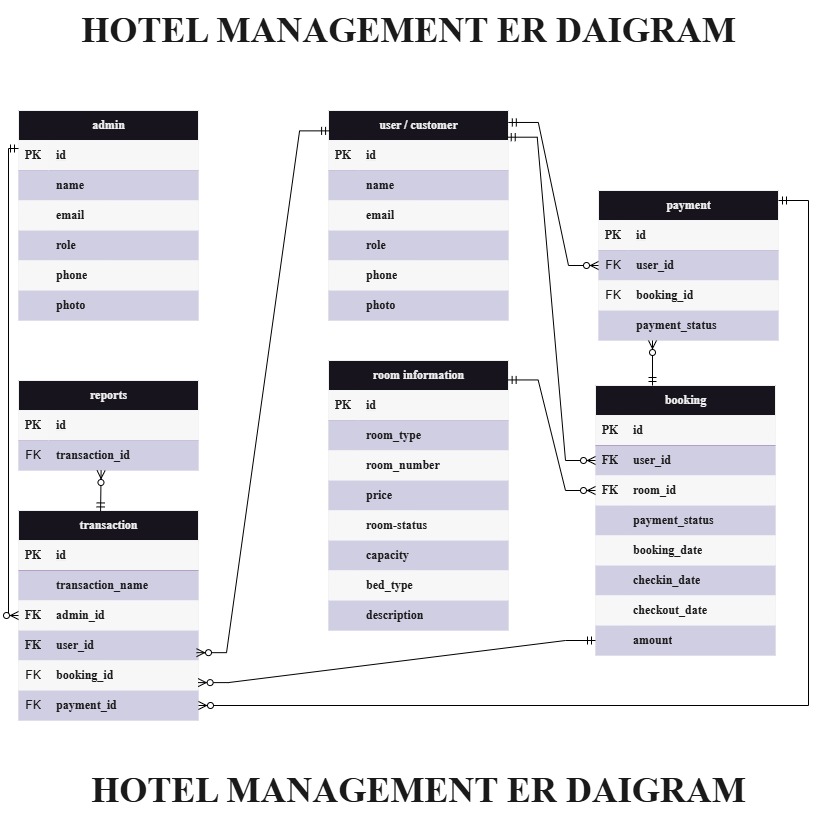 HOTEL MANAGEMENT ER DAIGRAM
admin
PK id
name
email
role
phone
photo
user / customer
PK id
name
email
role
phone
photo
payment
PK id
FK user_id
FK booking_id
payment_status
reports
PK id
FK transaction_id
room information
PK id
room_type
room_number
price
room-status
capacity
bed_type
description
booking
PK id
FK user_id
FK room_id
payment_status
booking_date
checkin_date
checkout_date
amount
transaction
PK id
transaction_name
FK admin_id
FK user_id
FK booking_id
FK payment_id
HOTEL MANAGEMENT ER DAIGRAM